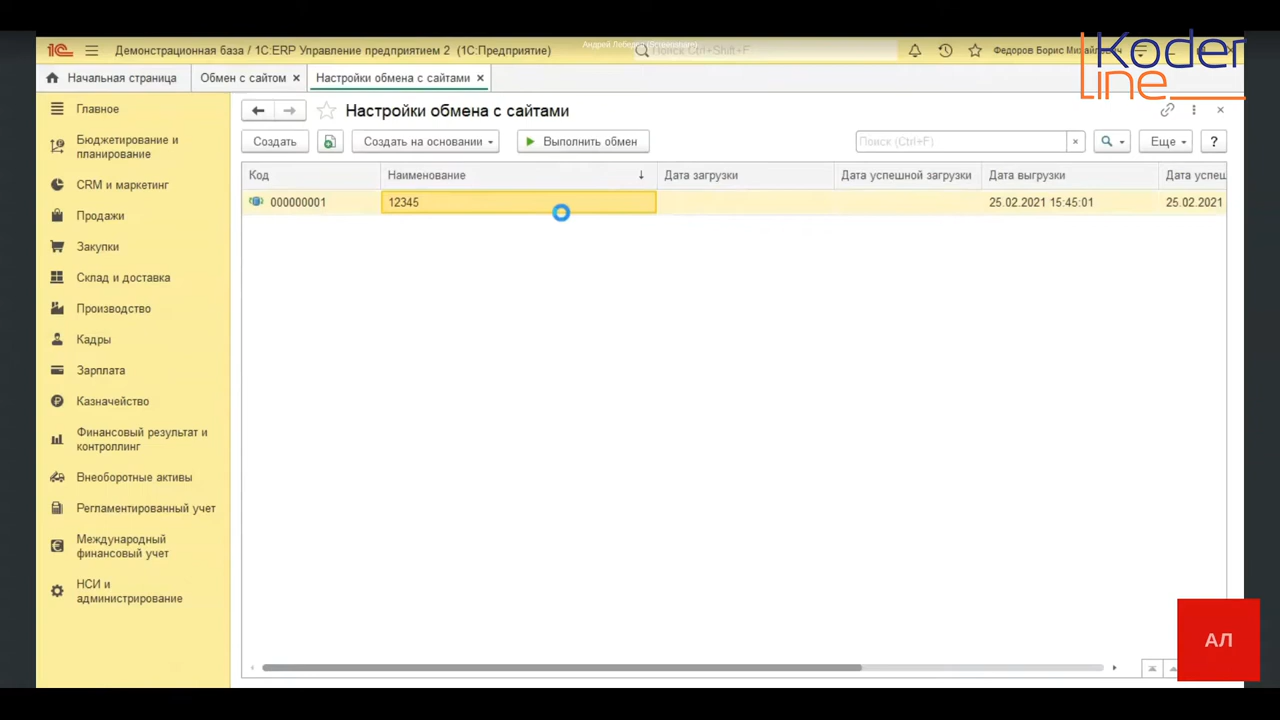 1С Демонстрационная база / 1С:ERP Управление предприятием 2 (1С:Предприятие) Поиск Ctrl+Shift+F Федоров Борис Михайлович
Koder
line
Начальная страница Обмен с сайтом × Настройки обмена с сайтами ×
Главное
Бюджетирование и
планирование
CRM и маркетинг
Продажи
Закупки
Склад и доставка
Производство
Кадры
Зарплата
Казначейство
Финансовый результат и
контроллинг
Внеоборотные активы
Регламентированный учет
Международный
финансовый учет
НСИ и
администрирование
Настройки обмена с сайтами
Создать Создать на основании Выполнить обмен Поиск (Ctrl+F) × Еще ?
Код Наименование Дата загрузки Дата успешной загрузки Дата выгрузки Дата успеш
000000001 12345 25.02.2021 15:45:01 25.02.2021
АЛ